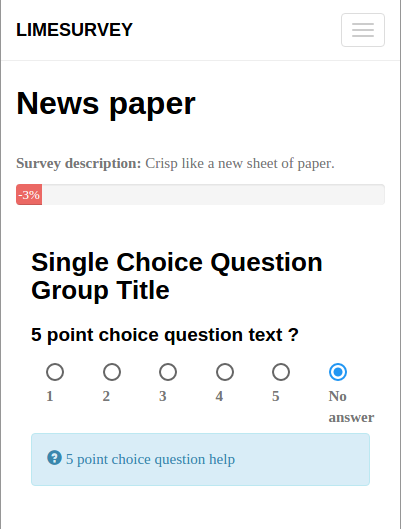 LIMESURVEY
News paper
Survey description: Crisp like a new sheet of paper.
-3%
Single Choice Question
Group Title
5 point choice question text ?
1 2 3 4 5 No
answer
5 point choice question help